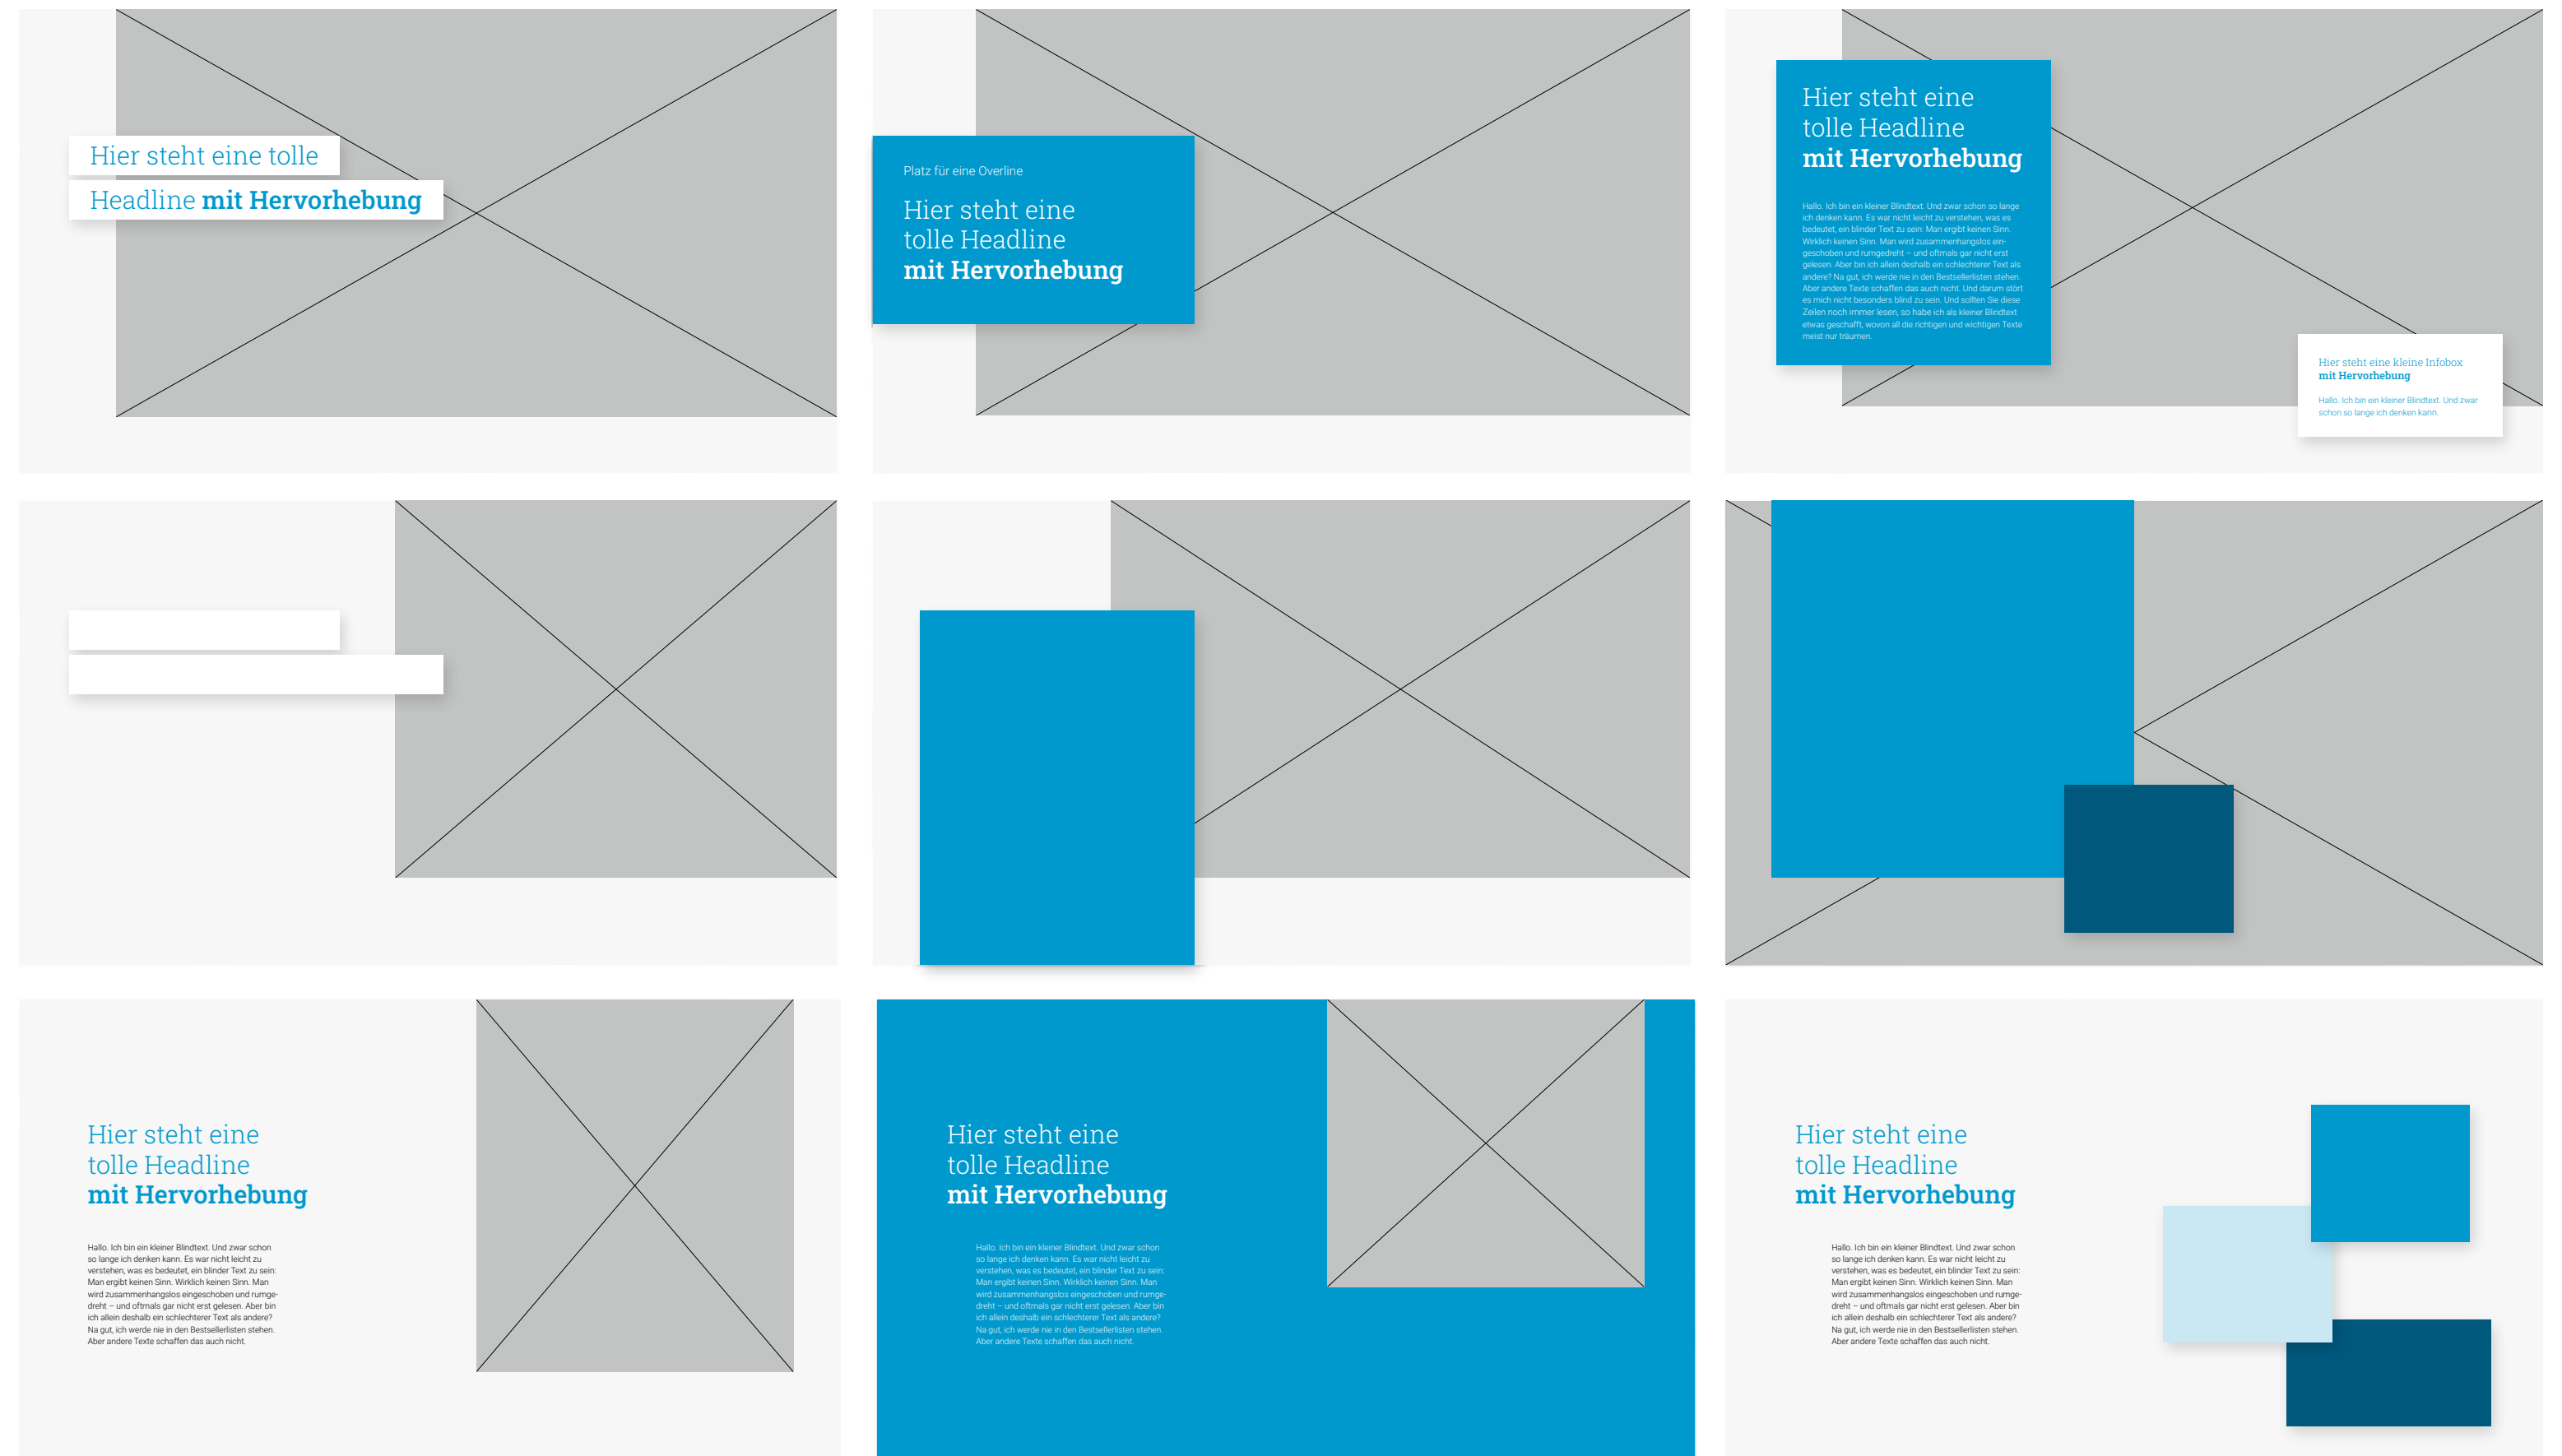 Hier steht eine tolle
Headline mit Hervorhebung
Platz für eine Overline
Hier steht eine
tolle Headline
mit Hervorhebung
Hier steht eine
tolle Headline
mit Hervorhebung
Hallo. Ich bin ein kleiner Blindtext. Und zwar schon so lange
ich denken kann. Es war nicht leicht zu verstehen, was es
bedeutet, ein blinder Text zu sein: Man ergibt keinen Sinn.
Wirklich keinen Sinn. Man wird zusammenhangslos ein-
geschoben und rumgedreht – und oftmals gar nicht erst
gelesen. Aber bin ich allein deshalb ein schlechterer Text als
andere? Na gut, ich werde nie in den Bestsellerlisten stehen.
Aber andere Texte schaffen das auch nicht. Und darum stört
es mich nicht besonders blind zu sein. Und sollten Sie diese
Zeilen noch immer lesen, so habe ich als kleiner Blindtext
etwas geschafft, wovon all die richtigen und wichtigen Texte
meist nur träumen.
Hier steht eine kleine Infobox
mit Hervorhebung
Hallo. Ich bin ein kleiner Blindtext. Und zwar
schon so lange ich denken kann.
Hier steht eine
tolle Headline
mit Hervorhebung
Hallo. Ich bin ein kleiner Blindtext. Und zwar schon
so lange ich denken kann. Es war nicht leicht zu
verstehen, was es bedeutet, ein blinder Text zu sein:
Man ergibt keinen Sinn. Wirklich keinen Sinn. Man
wird zusammenhangslos eingeschoben und rumge-
dreht – und oftmals gar nicht erst gelesen. Aber bin
ich allein deshalb ein schlechterer Text als andere?
Na gut, ich werde nie in den Bestsellerlisten stehen.
Aber andere Texte schaffen das auch nicht.
Hier steht eine
tolle Headline
mit Hervorhebung
Hallo. Ich bin ein kleiner Blindtext. Und zwar schon
so lange ich denken kann. Es war nicht leicht zu
verstehen, was es bedeutet, ein blinder Text zu sein:
Man ergibt keinen Sinn. Wirklich keinen Sinn. Man
wird zusammenhangslos eingeschoben und rumge-
dreht – und oftmals gar nicht erst gelesen. Aber bin
ich allein deshalb ein schlechterer Text als andere?
Na gut, ich werde nie in den Bestsellerlisten stehen.
Aber andere Texte schaffen das auch nicht.
Hier steht eine
tolle Headline
mit Hervorhebung
Hallo. Ich bin ein kleiner Blindtext. Und zwar schon
so lange ich denken kann. Es war nicht leicht zu
verstehen, was es bedeutet, ein blinder Text zu sein:
Man ergibt keinen Sinn. Wirklich keinen Sinn. Man
wird zusammenhangslos eingeschoben und rumge-
dreht – und oftmals gar nicht erst gelesen. Aber bin
ich allein deshalb ein schlechterer Text als andere?
Na gut, ich werde nie in den Bestsellerlisten stehen.
Aber andere Texte schaffen das auch nicht.